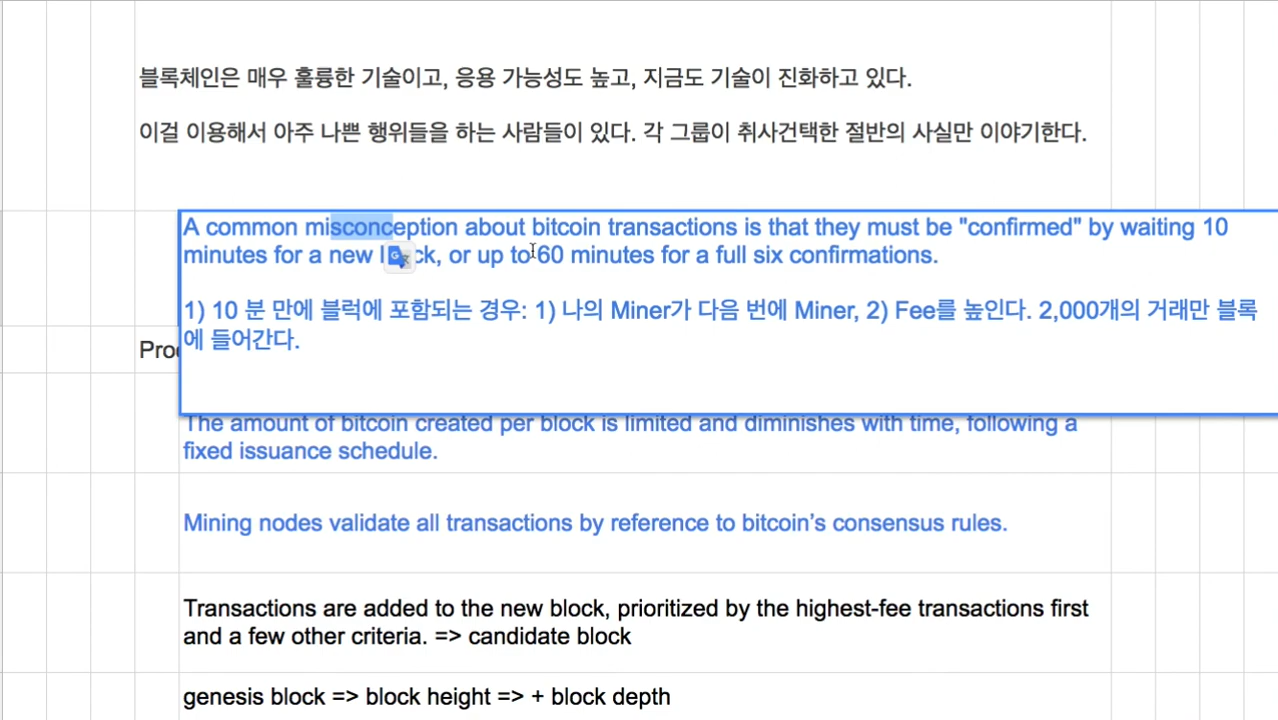 블록체인은 매우 훌륭한 기술이고, 응용 가능성도 높고, 지금도 기술이 진화하고 있다.
이걸 이용해서 아주 나쁜 행위들을 하는 사람들이 있다. 각 그룹이 취사건택한 절반의 사실만 이야기한다.
A common misconception about bitcoin transactions is that they must be "confirmed" by waiting 10
minutes for a new ck, or up to 60 minutes for a full six confirmations.
1) 10 분 만에 블럭에 포함되는 경우: 1) 나의 Miner가 다음 번에 Miner, 2) Fee를 높인다. 2,000개의 거래만 블록
에 들어간다.
The amount of bitcoin created per block is limited and diminishes with time, following a
fixed issuance schedule.
Mining nodes validate all transactions by reference to bitcoin’s consensus rules.
Transactions are added to the new block, prioritized by the highest-fee transactions first
and a few other criteria. => candidate block
genesis block => block height => + block depth